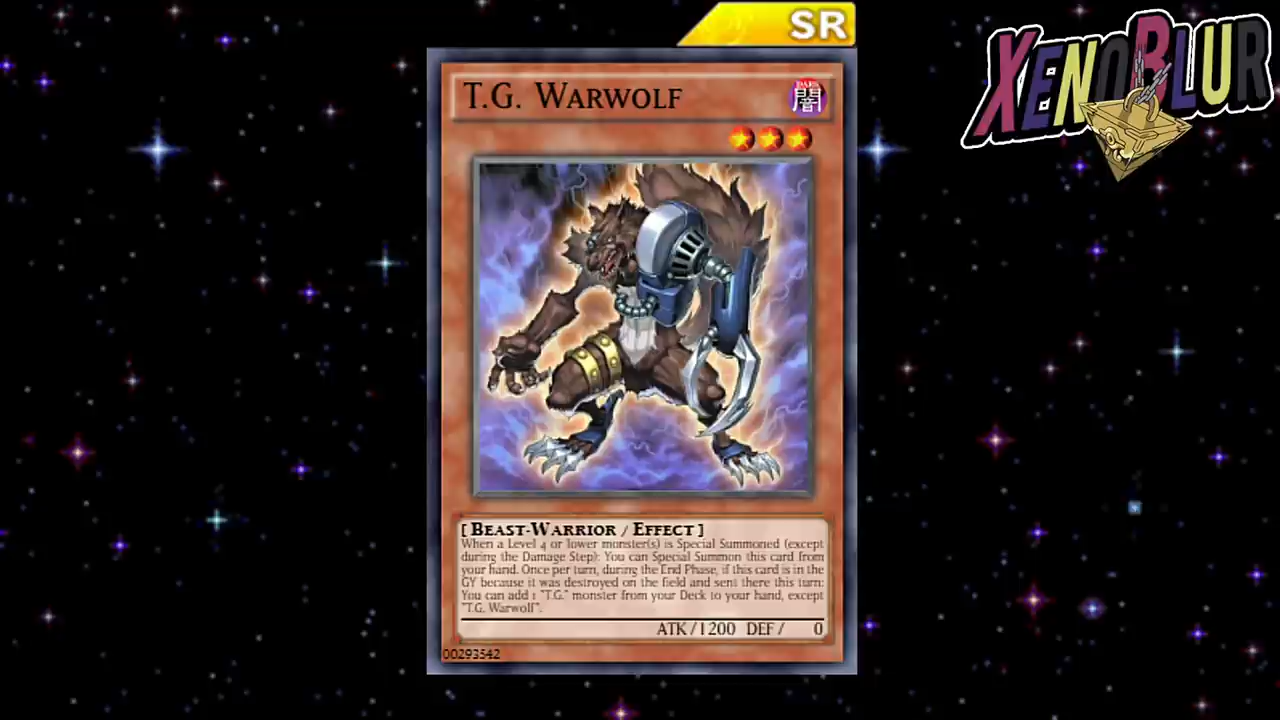 SR
XENOBLUR
T.G. WARWOLF
DARK
闇
[ BEAST-WARRIOR / EFFECT ]
When a Level 4 or lower monster(s) is Special Summoned (except
during the Damage Step): You can Special Summon this card from
your hand. Once per turn, during the End Phase, if this card is in the
GY because it was destroyed on the field and sent there this turn:
You can add 1 "T.G." monster from your Deck to your hand, except
"T.G. Warwolf".
ATK/1200 DEF/ 0
00293542